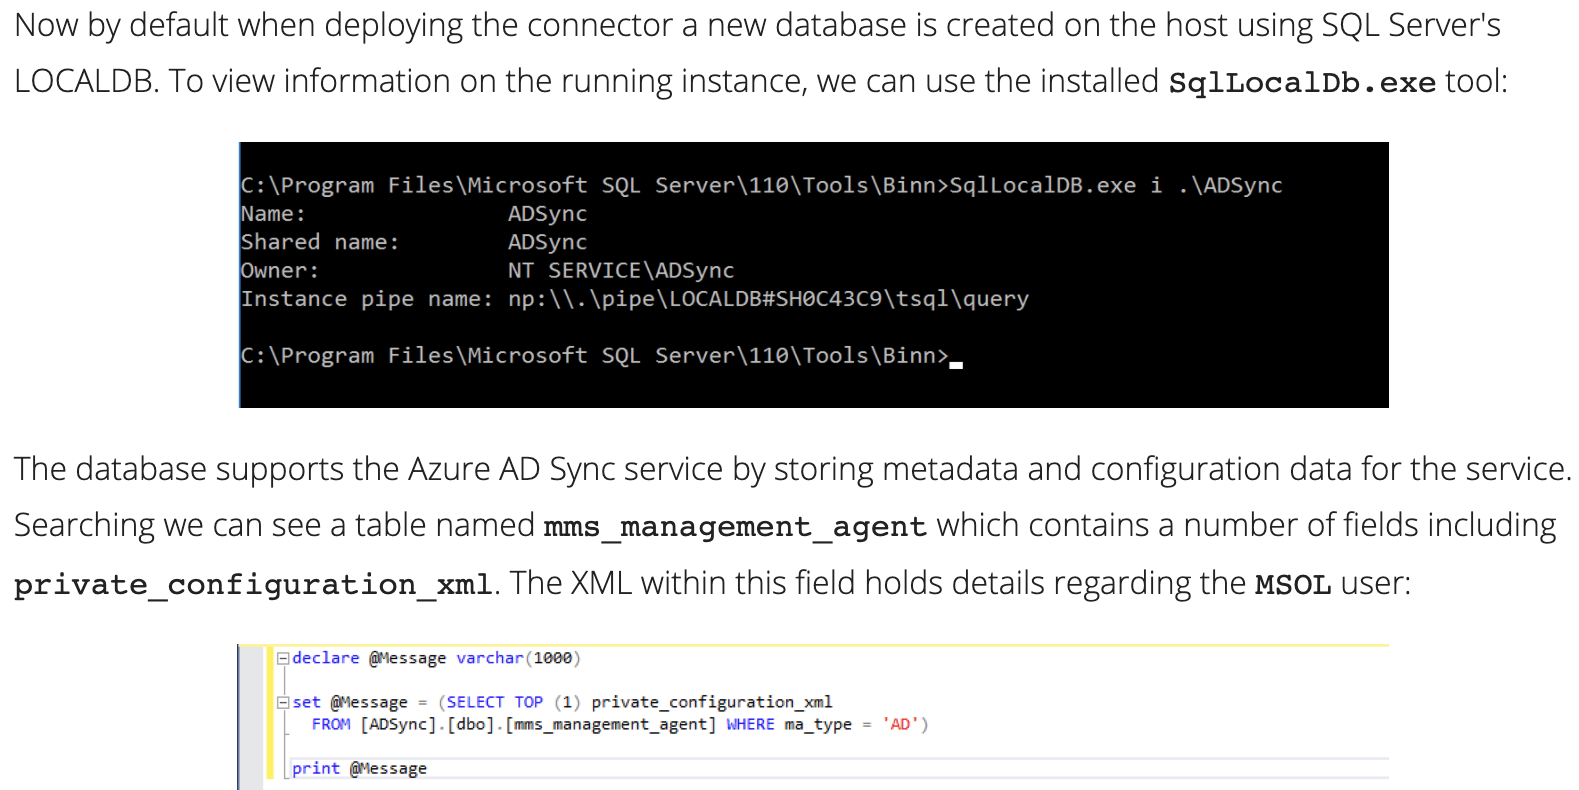 Now by default when deploying the connector a new database is created on the host using SQL Server's
LOCALDB. To view information on the running instance, we can use the installed SqlLocalDb.exe tool:
C:\Program Files\Microsoft SQL Server\110\Tools\Binn>SqlLocalDB.exe i .\ADSync
Name: ADSync
Shared name: ADSync
Owner: NT SERVICE\ADSync
Instance pipe name: np:\\.\pipe\LOCALDB#SH0C43C9\tsql\query
C:\Program Files\Microsoft SQL Server\110\Tools\Binn>
The database supports the Azure AD Sync service by storing metadata and configuration data for the service.
Searching we can see a table named mms_management_agent which contains a number of fields including
private_configuration_xml. The XML within this field holds details regarding the MSOL user:
declare @Message varchar(1000)
set @Message = (SELECT TOP (1) private_configuration_xml
FROM [ADSync].[dbo].[mms_management_agent] WHERE ma_type = 'AD')
print @Message